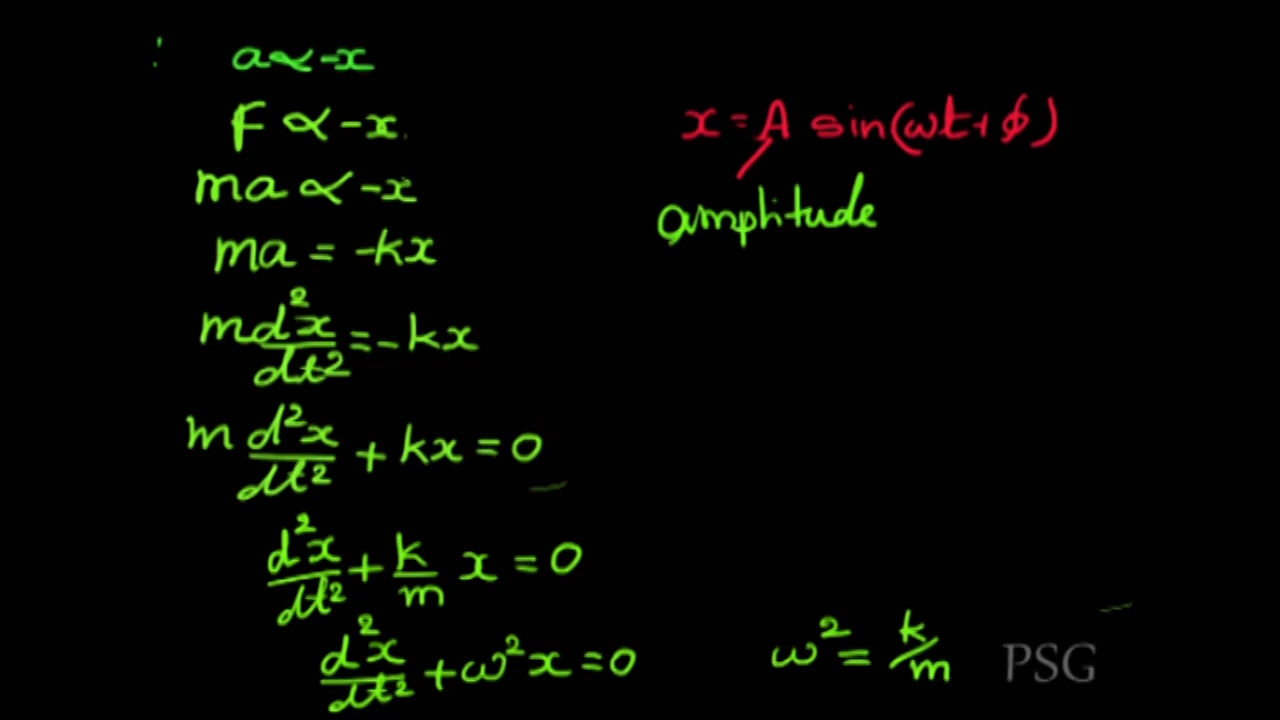 a ∝ -x
F ∝ -x
ma ∝ -x
ma = -kx
m d²x/dt² = -kx
m d²x/dt² + kx = 0
d²x/dt² + k/m x = 0
d²x/dt² + ω²x = 0
x = A sin(ωt + ϕ)
amplitude
ω² = k/m
PSG